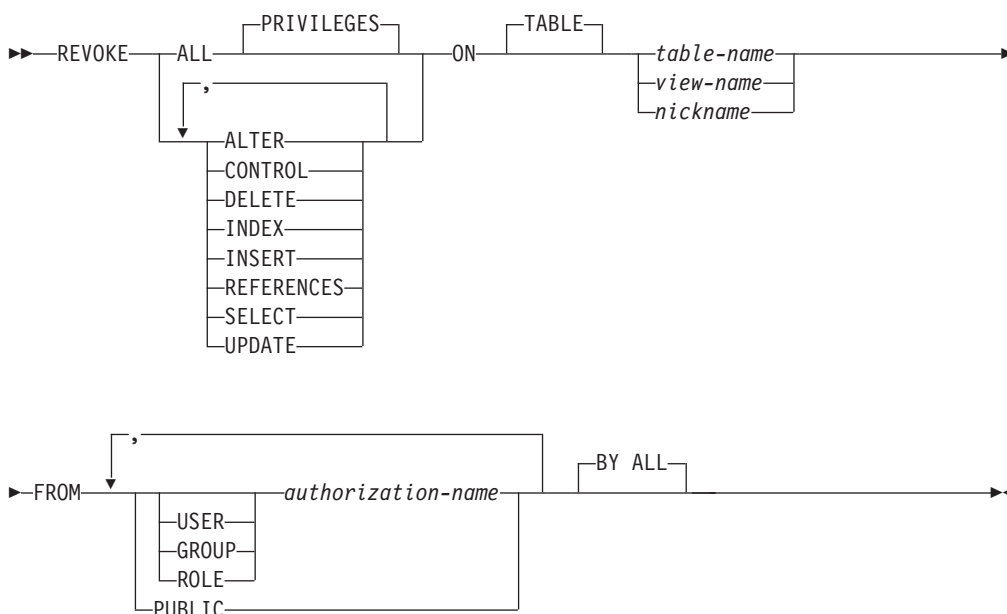 PRIVILEGES TABLE
REVOKE ALL ON table-name
, view-name
nickname
ALTER
CONTROL
DELETE
INDEX
INSERT
REFERENCES
SELECT
UPDATE
,
BY ALL
FROM authorization-name
USER
GROUP
ROLE
PUBLIC